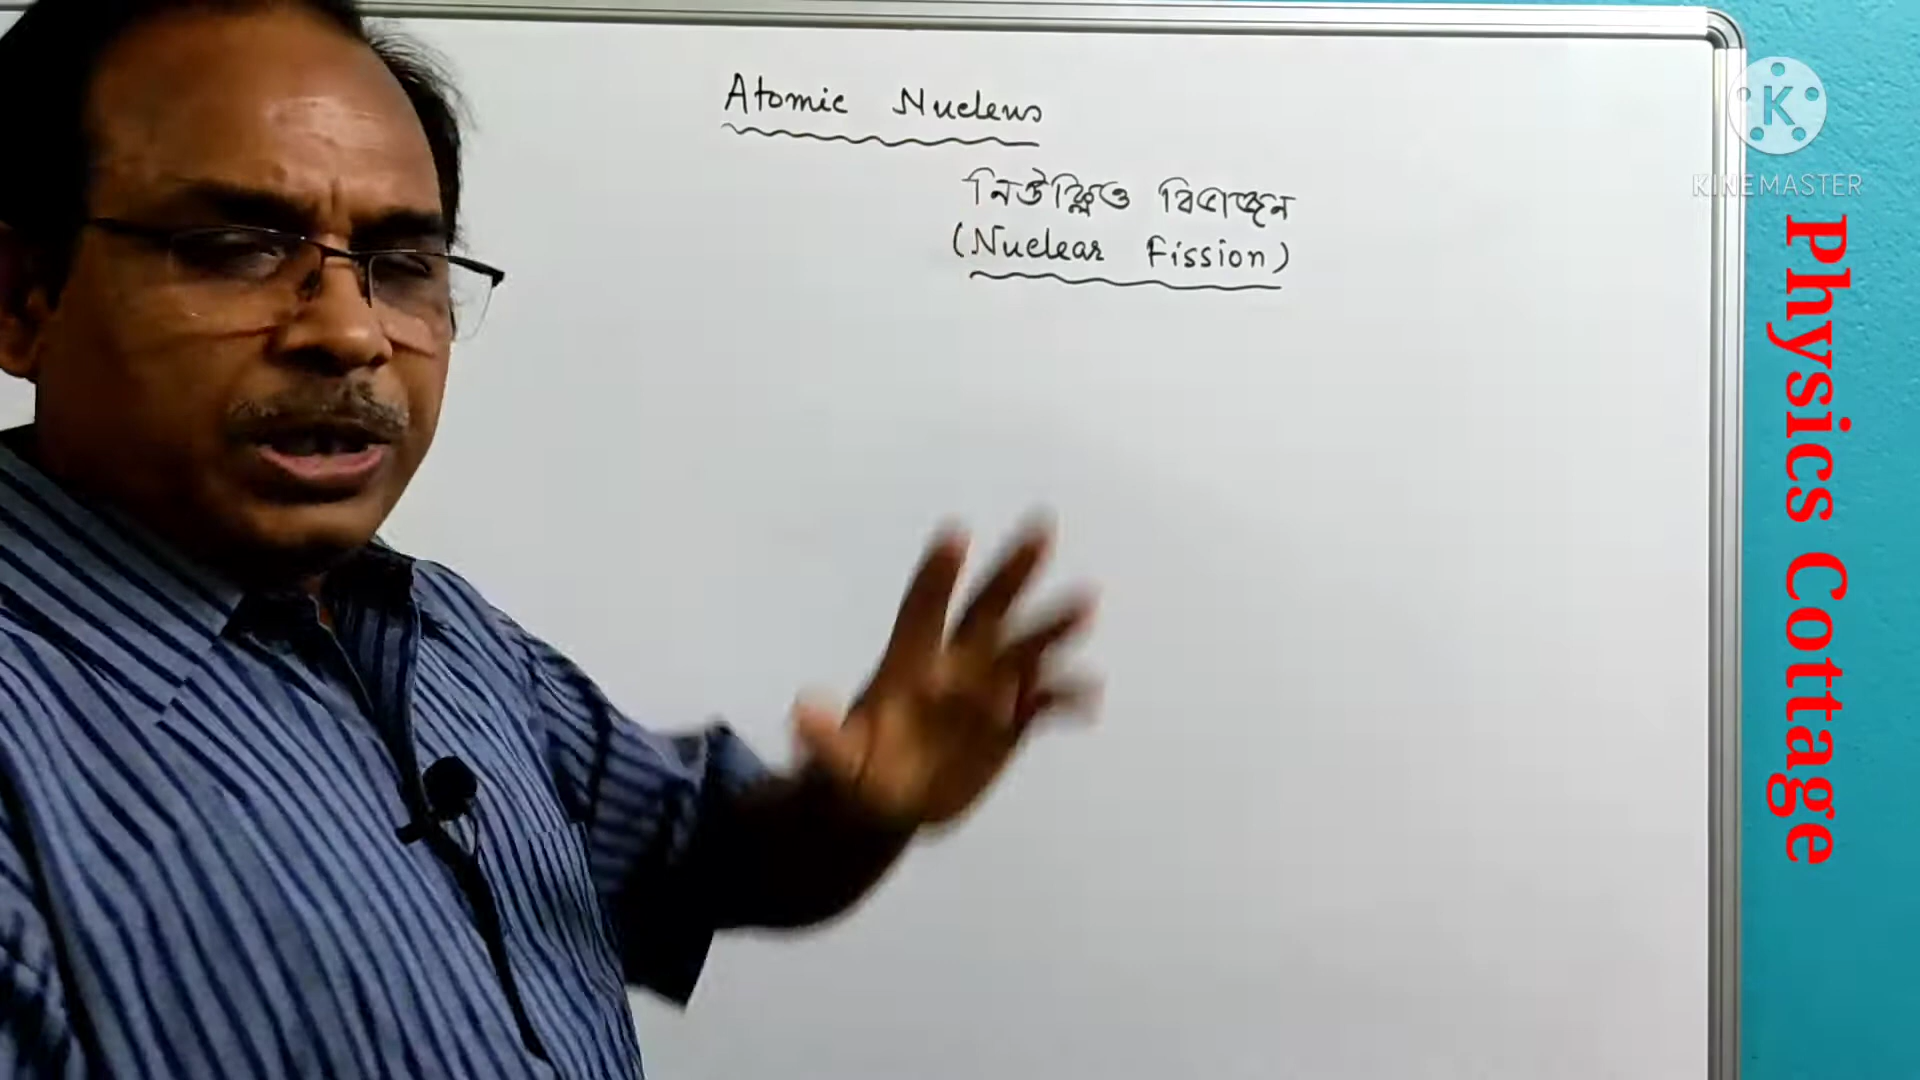 Atomic Nucleus
নিউক্লিও বিভাজন
(Nuclear Fission)
K
KINEMASTER
Physics Cottage